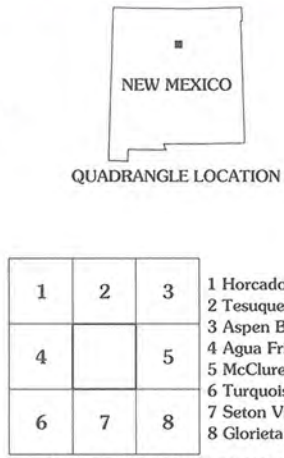 NEW MEXICO
QUADRANGLE LOCATION
1 2 3
4 5
6 7 8
1 Horcado
2 Tesuque
3 Aspen B
4 Agua Fr
5 McClure
6 Turquois
7 Seton V
8 Glorieta